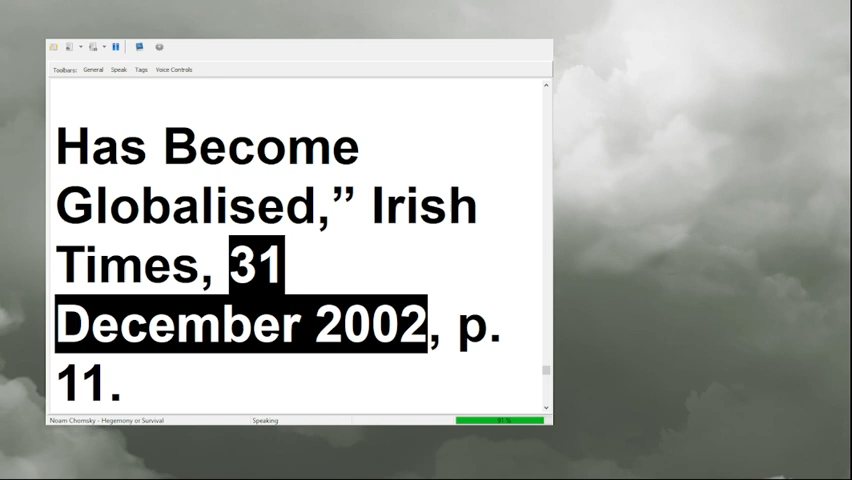 Toolbars: General Speak Tags Voice Controls
Has Become
Globalised,” Irish
Times, 31
December 2002, p.
11.
Noam Chomsky - Hegemony or Survival Speaking 91 %